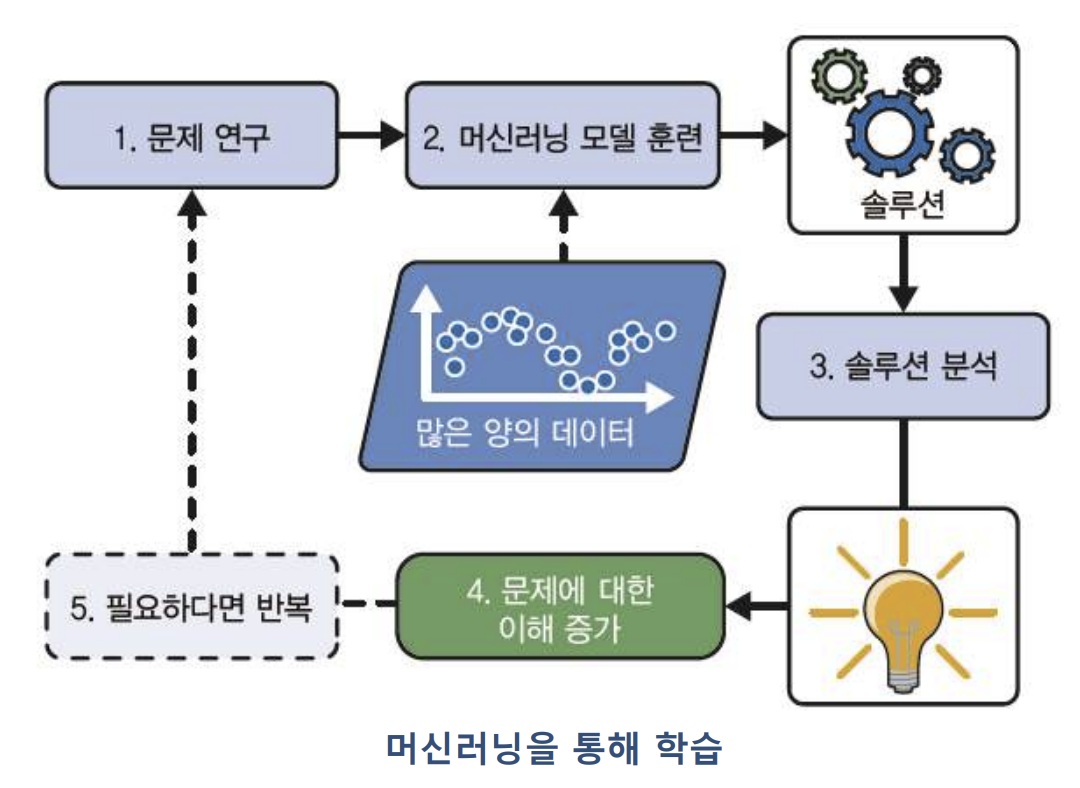 1. 문제 연구
2. 머신러닝 모델 훈련
솔루션
많은 양의 데이터
3. 솔루션 분석
4. 문제에 대한
이해 증가
5. 필요하다면 반복
머신러닝을 통해 학습